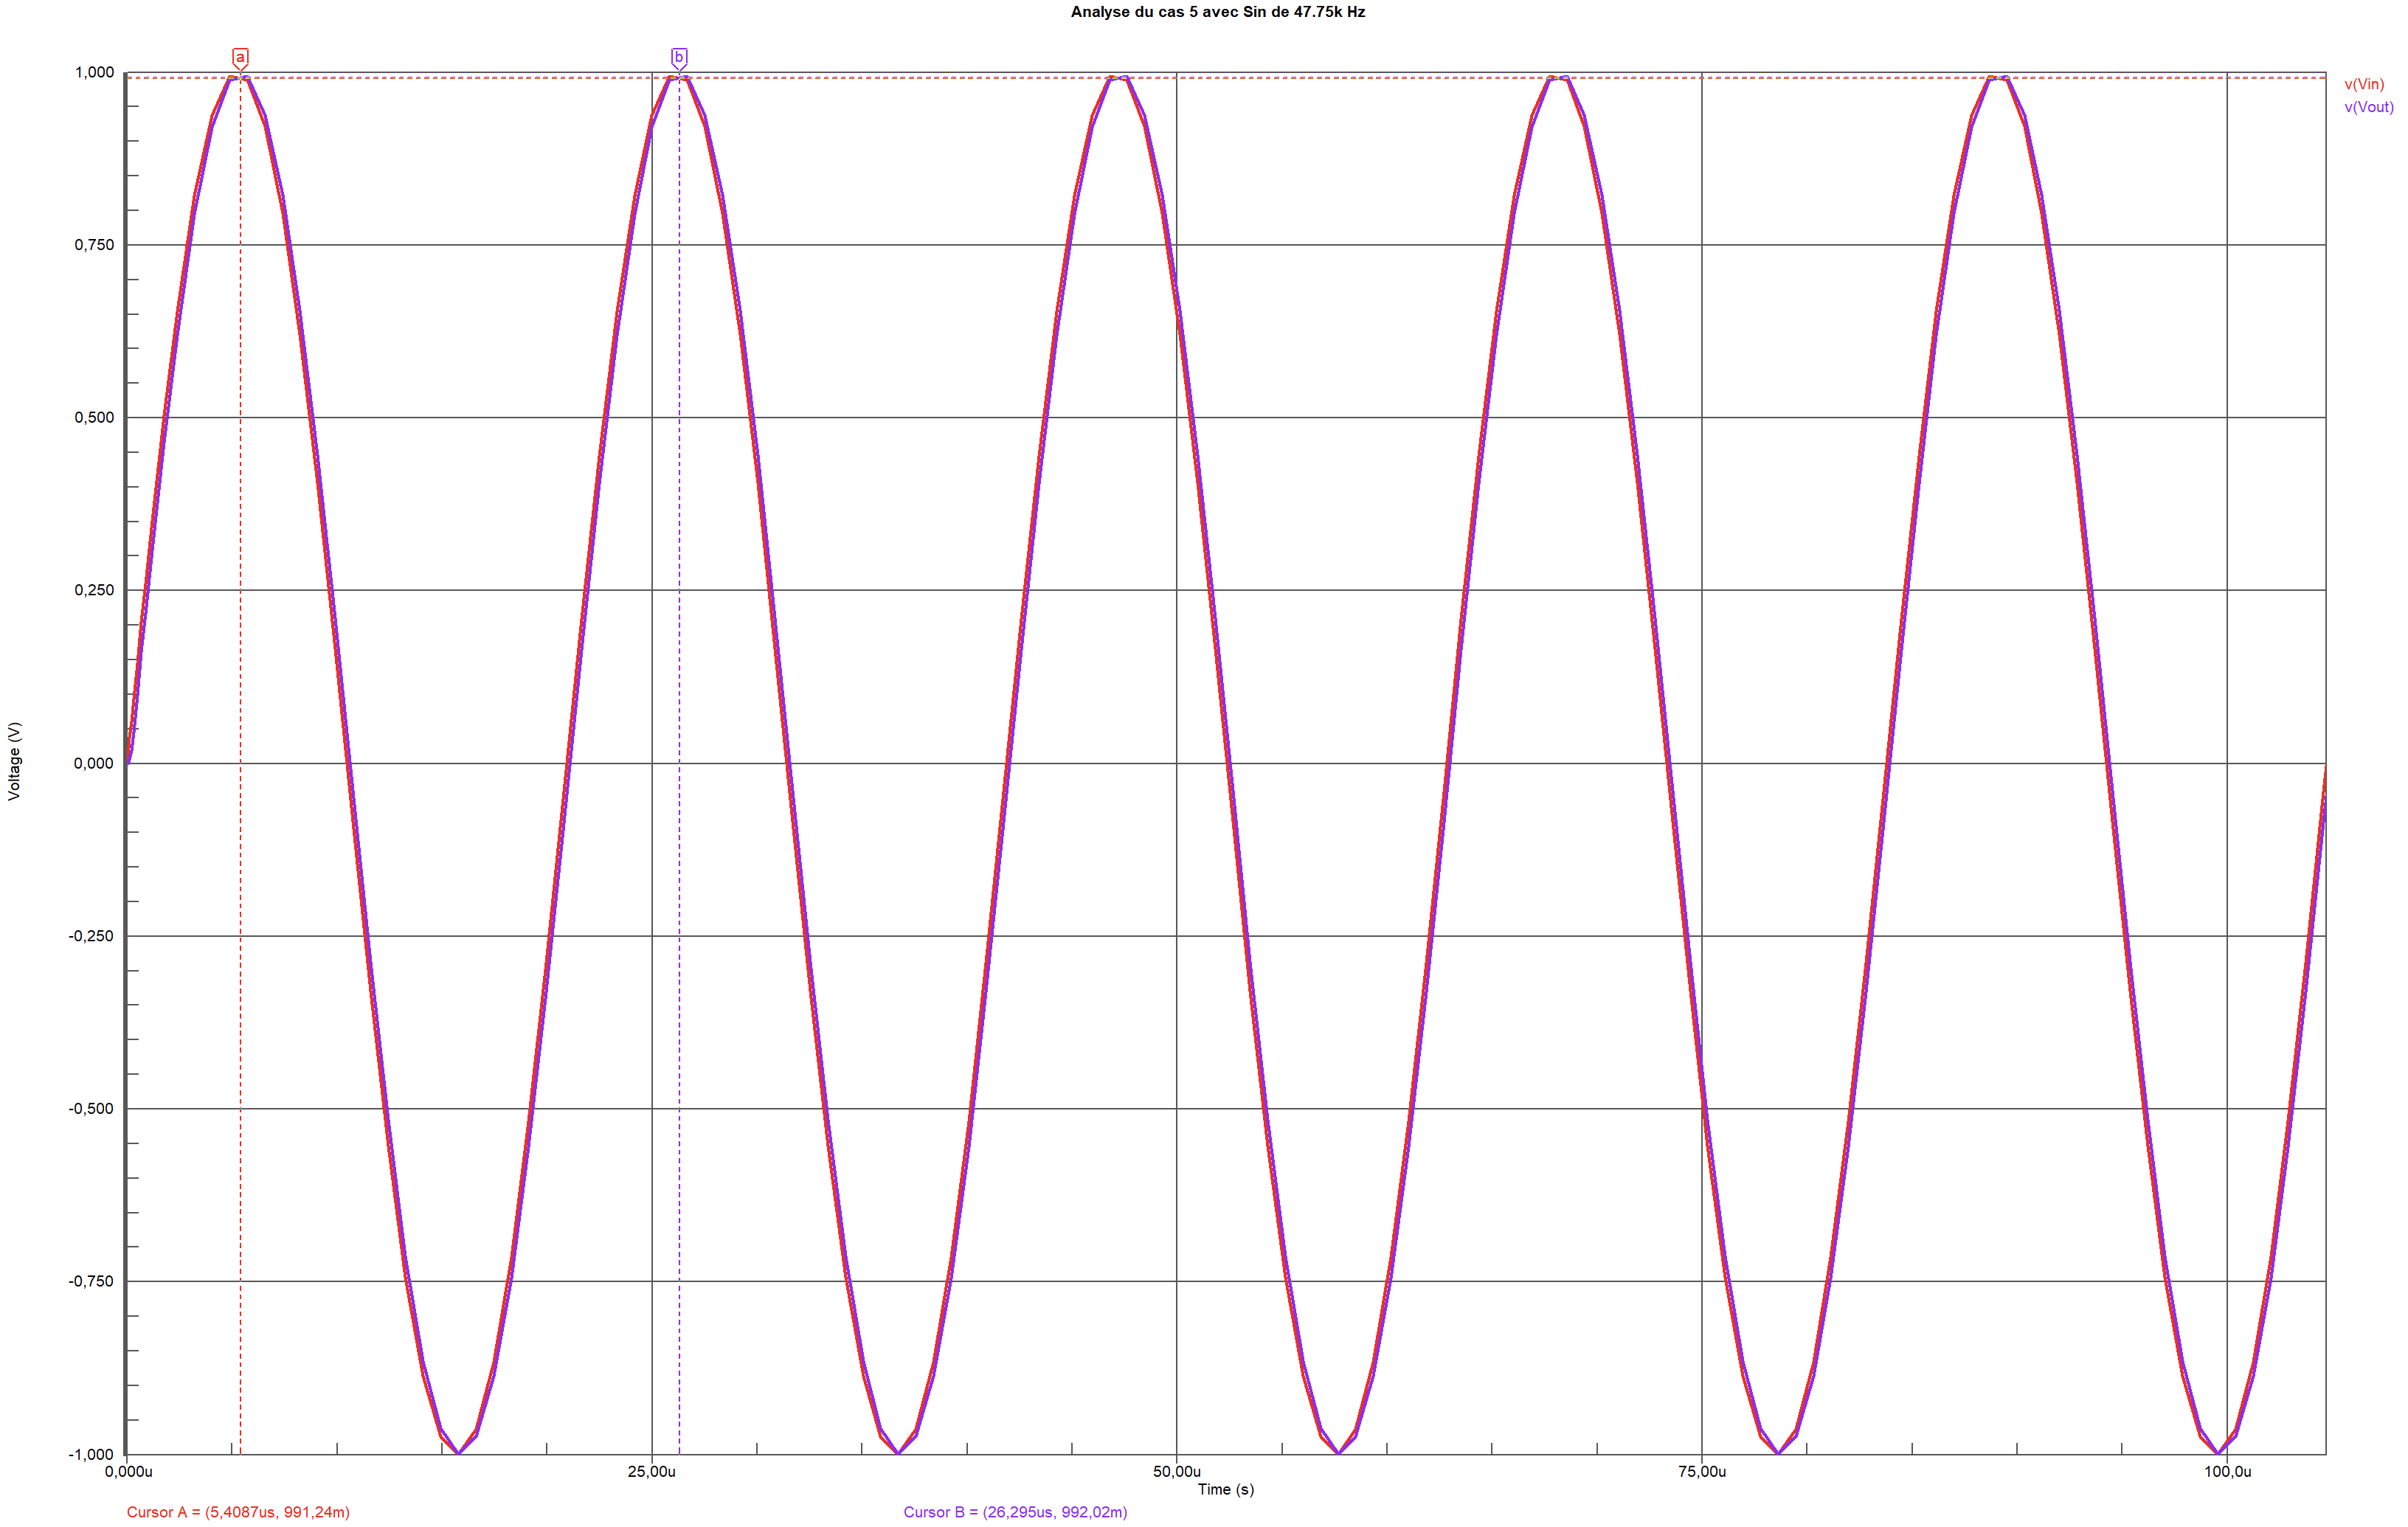 Analyse du cas 5 avec Sin de 47.75k Hz
a
b
v(Vin)
v(Vout)
1,000
0,750
0,500
0,250
0,000
-0,250
-0,500
-0,750
-1,000
Voltage (V)
0,000u
25,00u
50,00u
75,00u
100,0u
Time (s)
Cursor A = (5,4087us, 991,24m)
Cursor B = (26,295us, 992,02m)